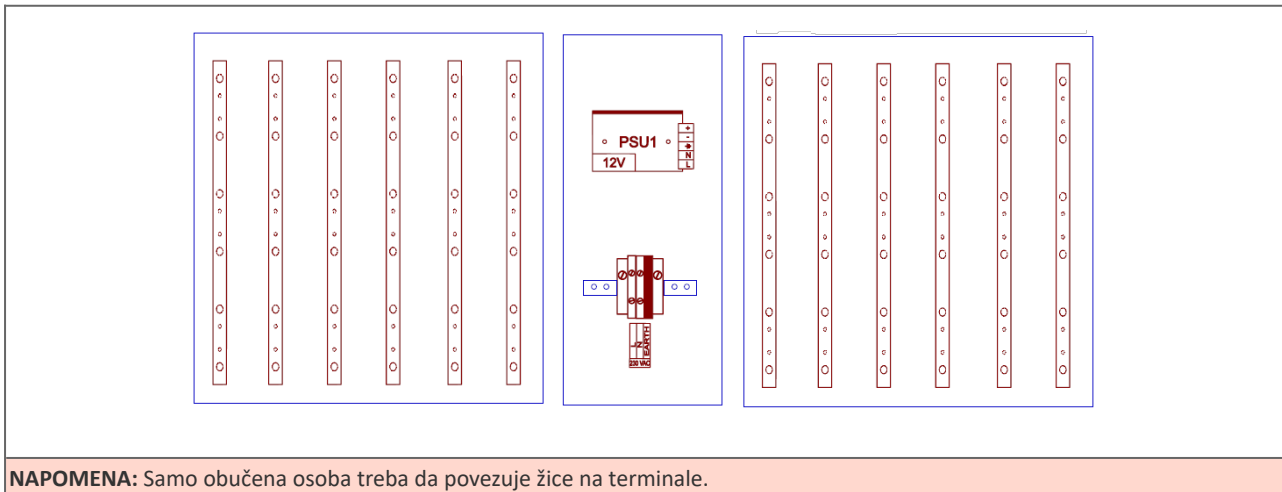 PSU1
12V
+
-
N
L
L
N
EARTH
230 VAC
NAPOMENA: Samo obučena osoba treba da povezuje žice na terminale.